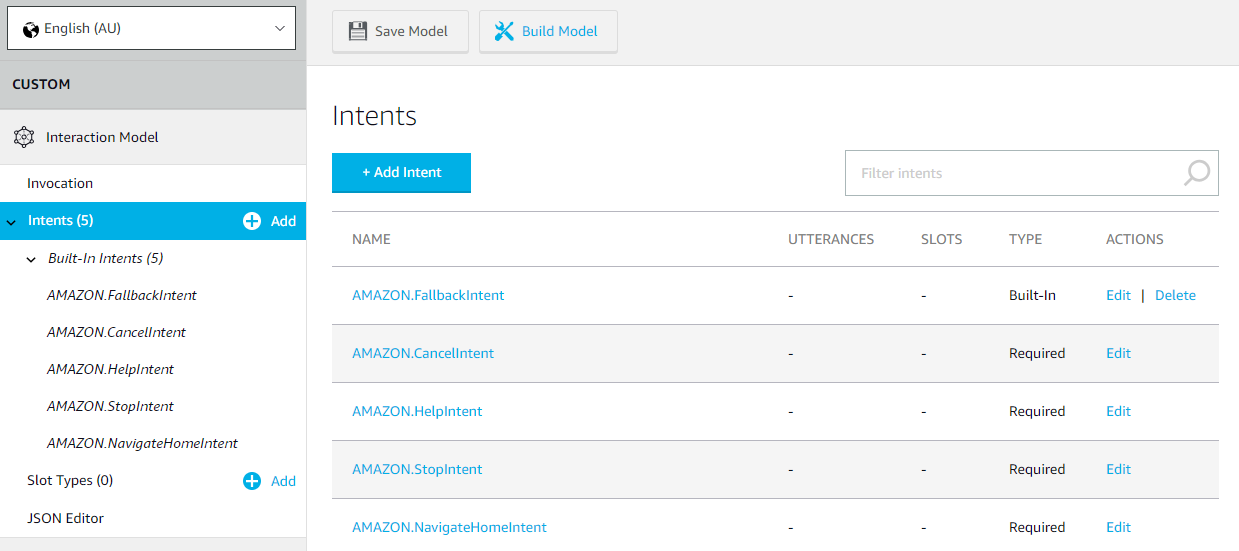 English (AU)
CUSTOM
Interaction Model
Invocation
Intents (5)
Add
Built-In Intents (5)
AMAZON.FallbackIntent
AMAZON.CancelIntent
AMAZON.HelpIntent
AMAZON.StopIntent
AMAZON.NavigateHomeIntent
Slot Types (0)
Add
JSON Editor
Save Model
Build Model
Intents
+ Add Intent
Filter intents
NAME UTTERANCES SLOTS TYPE ACTIONS
AMAZON.FallbackIntent - - Built-In Edit | Delete
AMAZON.CancelIntent - - Required Edit
AMAZON.HelpIntent - - Required Edit
AMAZON.StopIntent - - Required Edit
AMAZON.NavigateHomeIntent - - Required Edit